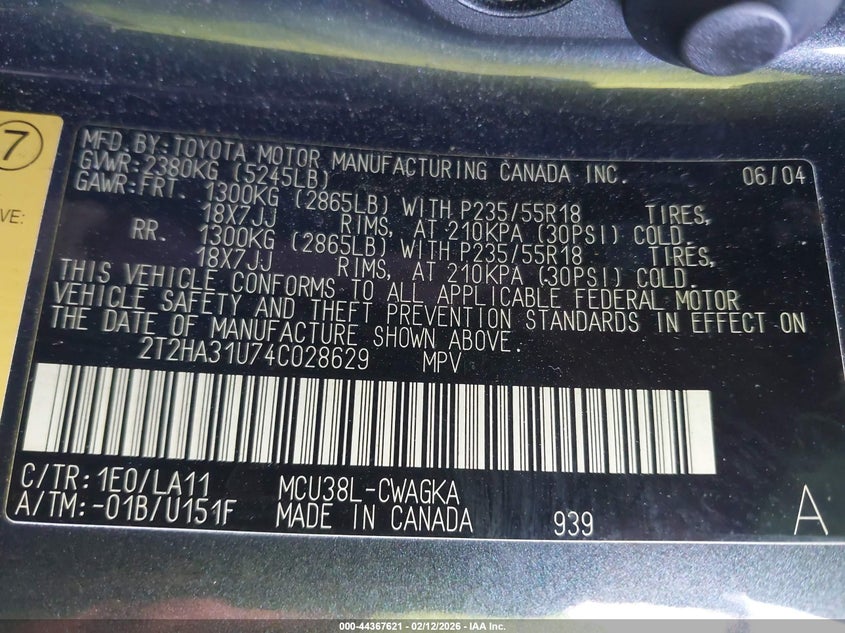 7
VE:
MFD. BY: TOYOTA MOTOR MANUFACTURING CANADA INC. 06/04
GVWR: 2380KG (5245LB)
GAWR: FRT. 1300KG (2865LB) WITH P235/55R18 TIRES,
18X7JJ RIMS, AT 210KPA (30PSI) COLD.
RR. 1300KG (2865LB) WITH P235/55R18 TIRES,
18X7JJ RIMS, AT 210KPA (30PSI) COLD.
THIS VEHICLE CONFORMS TO ALL APPLICABLE FEDERAL MOTOR
VEHICLE SAFETY AND THEFT PREVENTION STANDARDS IN EFFECT ON
THE DATE OF MANUFACTURE SHOWN ABOVE.
2T2HA31U74C028629 MPV
C/TR: 1E0/LA11 MCU38L-CWAGKA
A/TM: -01B/U151F MADE IN CANADA 939 A
000-44367621 - 02/12/2026 - IAA Inc.